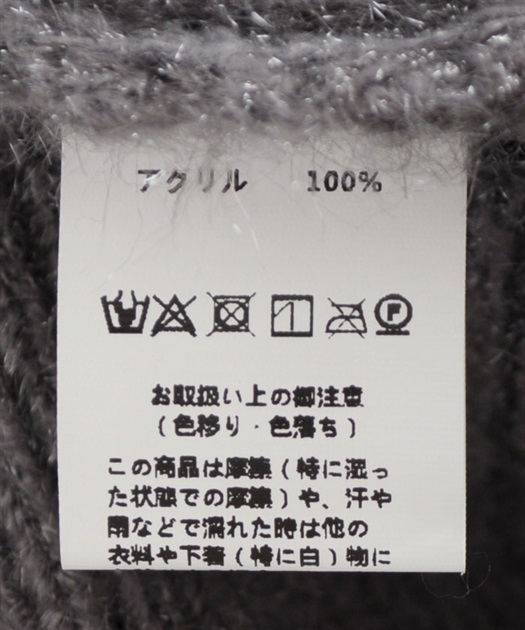 アクリル 100%
P
お取扱い上の御注意
(色移り・色落ち)
この商品は摩擦(特に湿っ
た状態での摩擦)や、汗や
雨などで濡れた時は他の
衣料や下着(特に白)物に